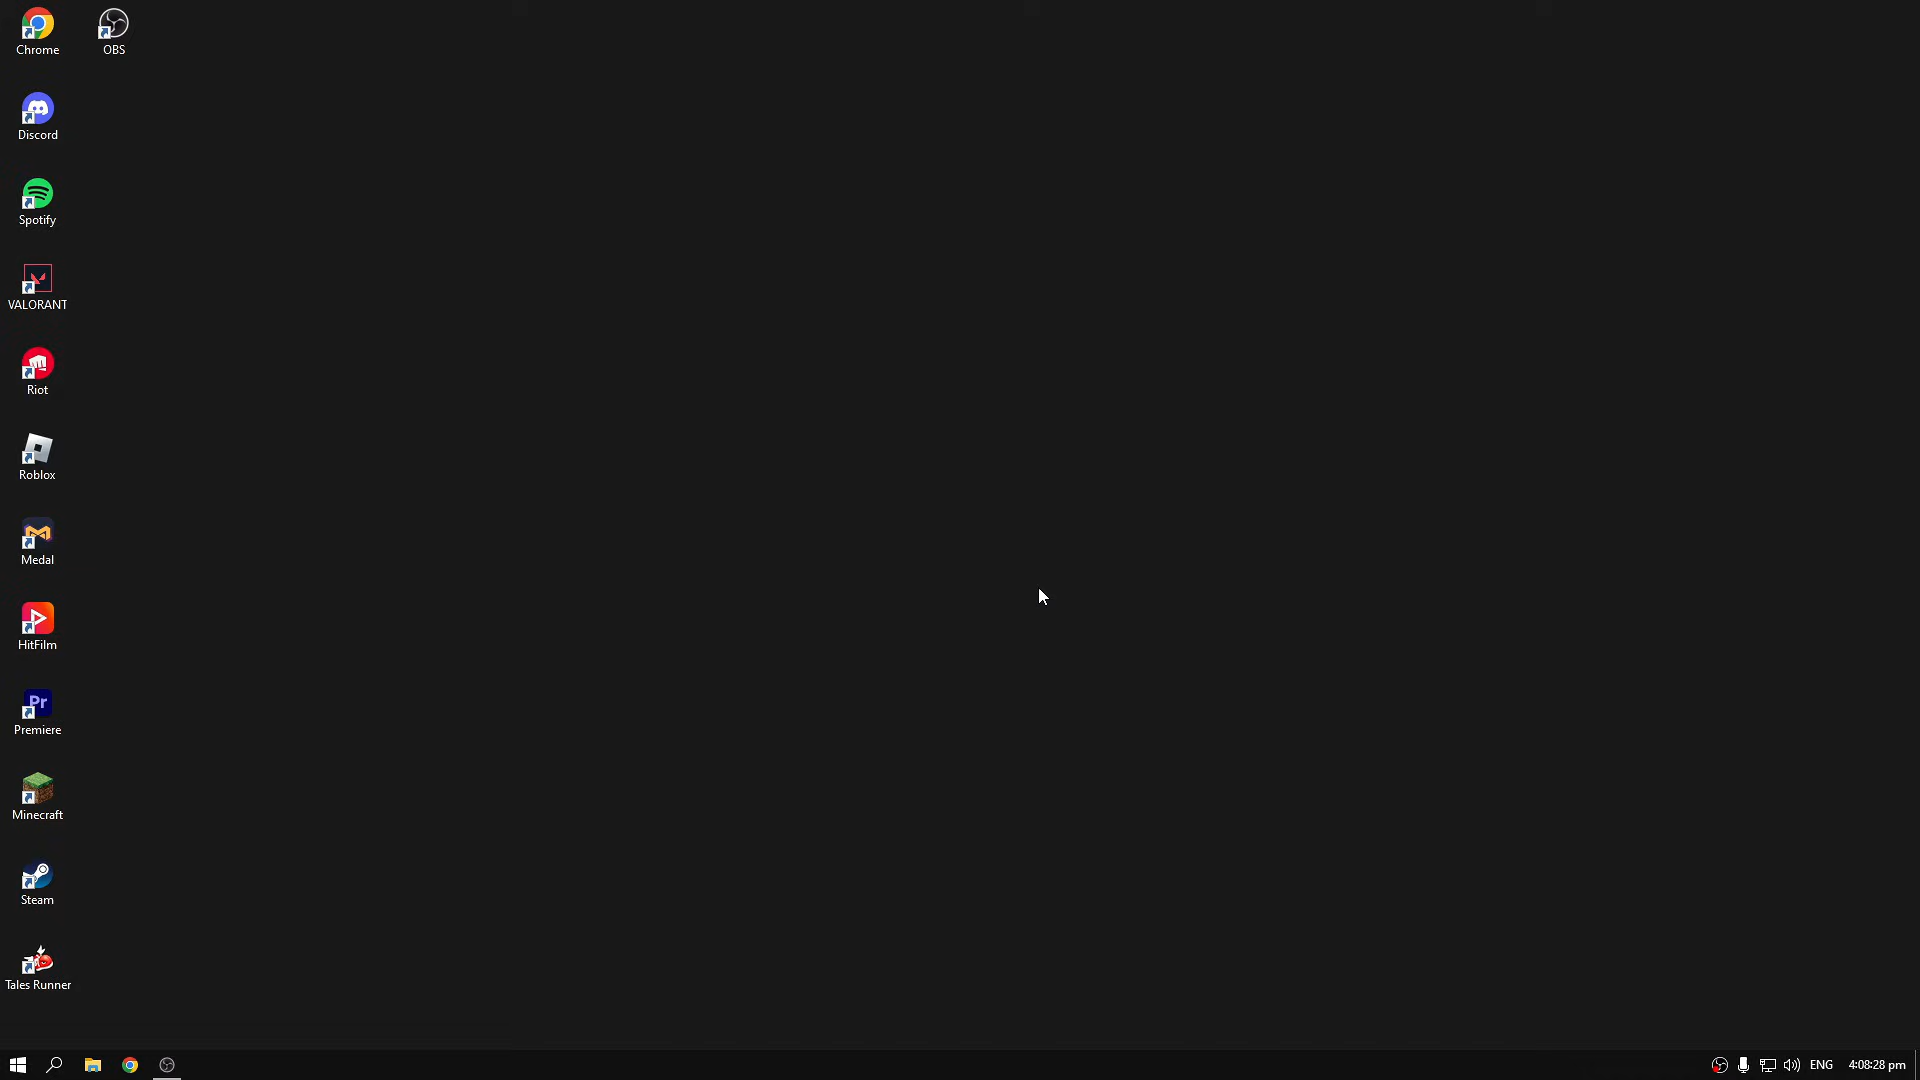 Chrome
OBS
Discord
Spotify
VALORANT
Riot
Roblox
Medal
HitFilm
Pr
Premiere
Minecraft
Steam
Tales Runner
ENG
4:08:28 pm